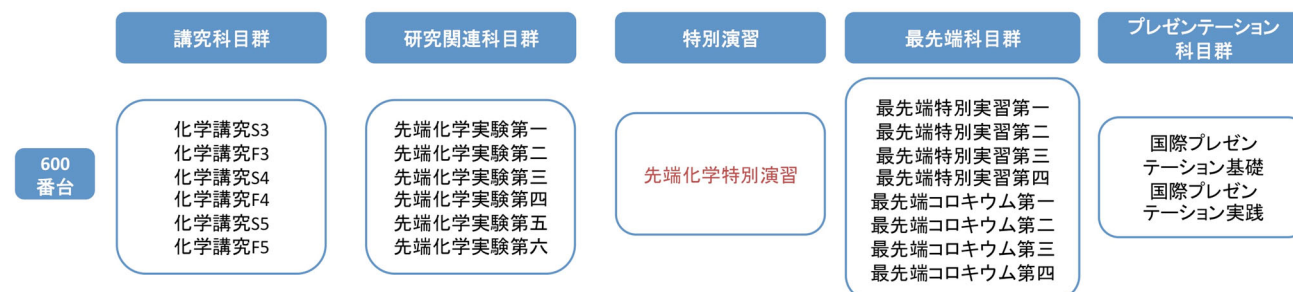 講究科目群
研究関連科目群
特別演習
最先端科目群
プレゼンテーション
科目群
600
番台
化学講究S3
化学講究F3
化学講究S4
化学講究F4
化学講究S5
化学講究F5
先端化学実験第一
先端化学実験第二
先端化学実験第三
先端化学実験第四
先端化学実験第五
先端化学実験第六
先端化学特別演習
最先端特別実習第一
最先端特別実習第二
最先端特別実習第三
最先端特別実習第四
最先端コロキウム第一
最先端コロキウム第二
最先端コロキウム第三
最先端コロキウム第四
国際プレゼン
テーション基礎
国際プレゼン
テーション実践